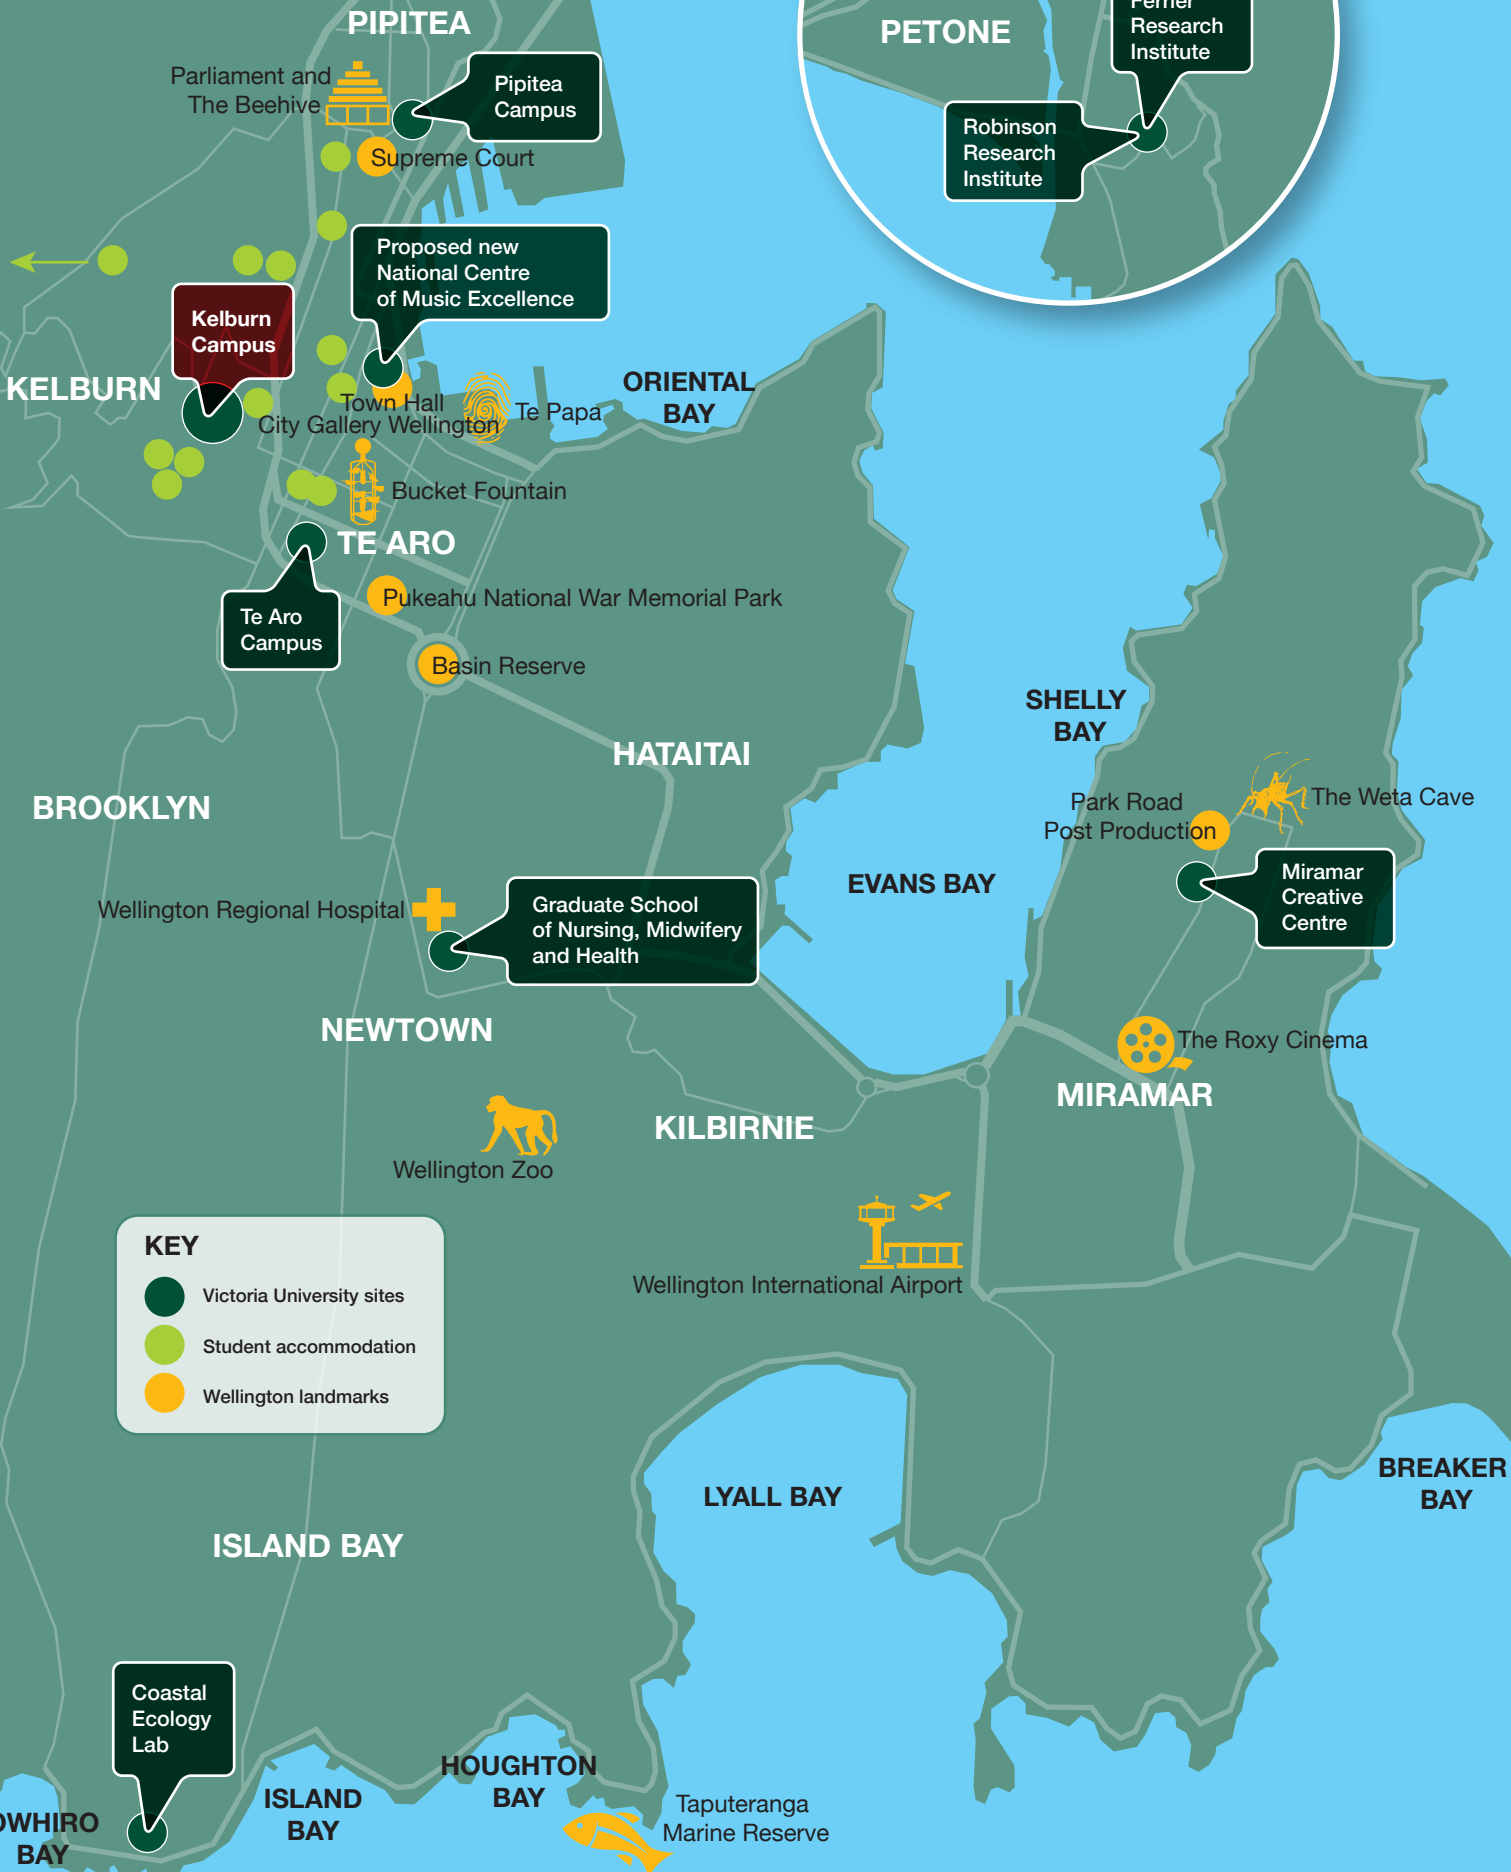 PIPITEA
Parliament and
The Beehive
Pipitea
Campus
Supreme Court
PETONE
Ferrier
Research
Institute
Robinson
Research
Institute
Proposed new
National Centre
of Music Excellence
Kelburn
Campus
KELBURN
Town Hall
City Gallery Wellington
Te Papa
ORIENTAL
BAY
Bucket Fountain
TE ARO
Te Aro
Campus
Pukeahu National War Memorial Park
Basin Reserve
HATAITAI
SHELLY
BAY
BROOKLYN
Park Road
Post Production
The Weta Cave
EVANS BAY
Miramar
Creative
Centre
Wellington Regional Hospital
Graduate School
of Nursing, Midwifery
and Health
NEWTOWN
The Roxy Cinema
MIRAMAR
KILBIRNIE
Wellington Zoo
Wellington International Airport
KEY
Victoria University sites
Student accommodation
Wellington landmarks
LYALL BAY
BREAKER
BAY
ISLAND BAY
Coastal
Ecology
Lab
HOUGHTON
BAY
ISLAND
BAY
OWHIRO
BAY
Taputeranga
Marine Reserve